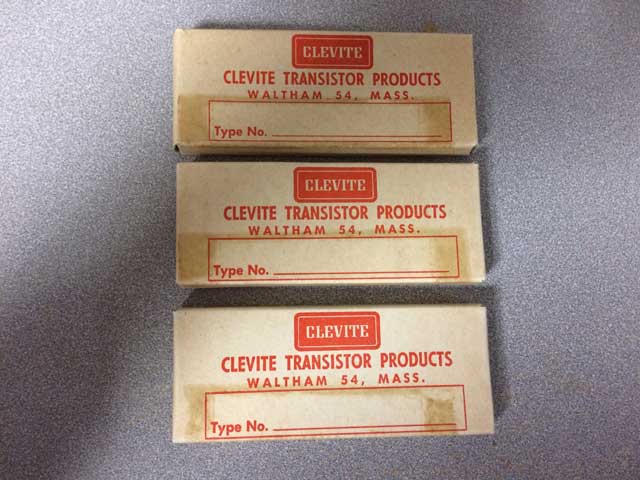 CLEVITE
CLEVITE TRANSISTOR PRODUCTS
WALTHAM 54, MASS.
Type No.
CLEVITE
CLEVITE TRANSISTOR PRODUCTS
WALTHAM 54, MASS.
Type No.
CLEVITE
CLEVITE TRANSISTOR PRODUCTS
WALTHAM 54, MASS.
Type No.